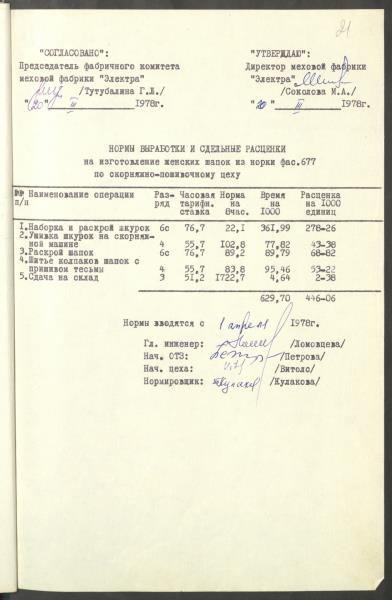 21
"СОГЛАСОВАНО": "УТВЕРЖДАЮ":
Председатель фабричного комитета Директор меховой фабрики
меховой фабрики "Электра" "Электра"
/Тутубалина Г.Л./ /Соколова М.А./
"20" III 1978г. "20" III 1978г.
НОРМЫ ВЫРАБОТКИ И СДЕЛЬНЫЕ РАСЦЕНКИ
на изготовление женских шапок из норки фас.677
по скорняжно-пошивочному цеху
№№ Наименование операции Раз- Часовая Норма Время Расценка
п/п ряд тарифн. на на на 1000
ставка 8час. 1000 единиц
1.Наборка и раскрой шкурок 6с 76,7 22,1 361,99 278-26
2.Сшивка шкурок на скорняж-
ной машине 4 55,7 102,8 77,82 43-38
3.Раскрой шапок 6с 76,7 89,2 89,79 68-82
4.Шитье колпаков шапок с
пришивом тесьмы 4 55,7 83,8 95,46 53-22
5.Сдача на склад 3 51,2 1722,7 4,64 2-38
629,70 446-06
Нормы вводятся с 1 апреля 1978г.
Гл. инженер: /Ломовцева/
Нач. ОТЗ: /Петрова/
Нач. цеха: /Витолс/
Нормировщик: /Кулакова/